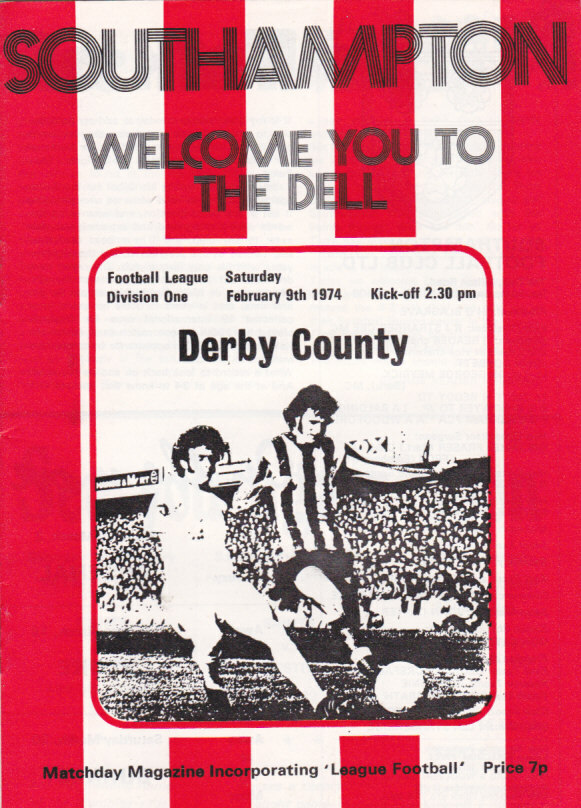 SOUTHAMPTON
WELCOME YOU TO
THE DELL
Football League Saturday
Division One February 9th 1974 Kick-off 2.30 pm
Derby County
Matchday Magazine Incorporating 'League Football' Price 7p